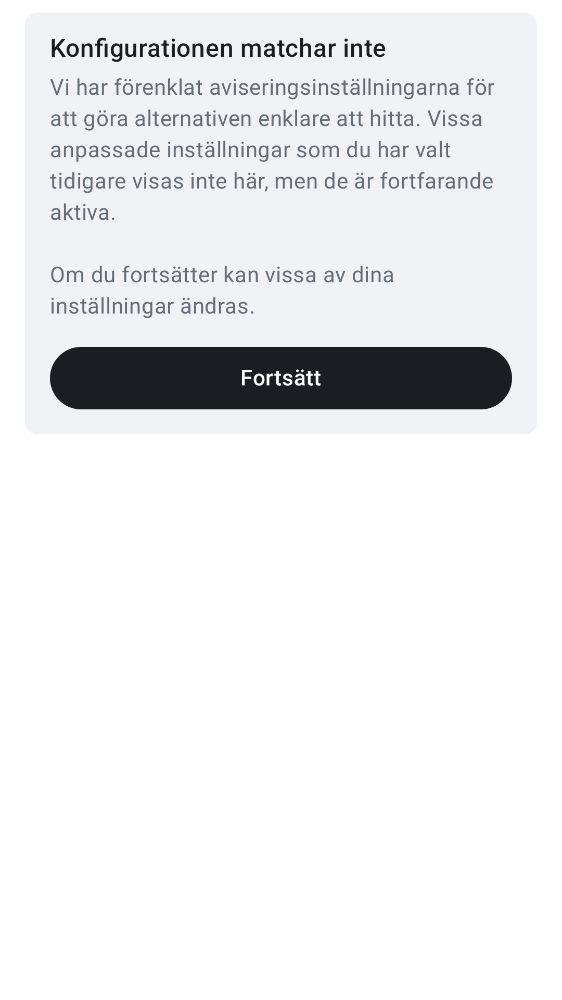 Konfigurationen matchar inte
Vi har förenklat aviseringsinställningarna för
att göra alternativen enklare att hitta. Vissa
anpassade inställningar som du har valt
tidigare visas inte här, men de är fortfarande
aktiva.
Om du fortsätter kan vissa av dina
inställningar ändras.
Fortsätt